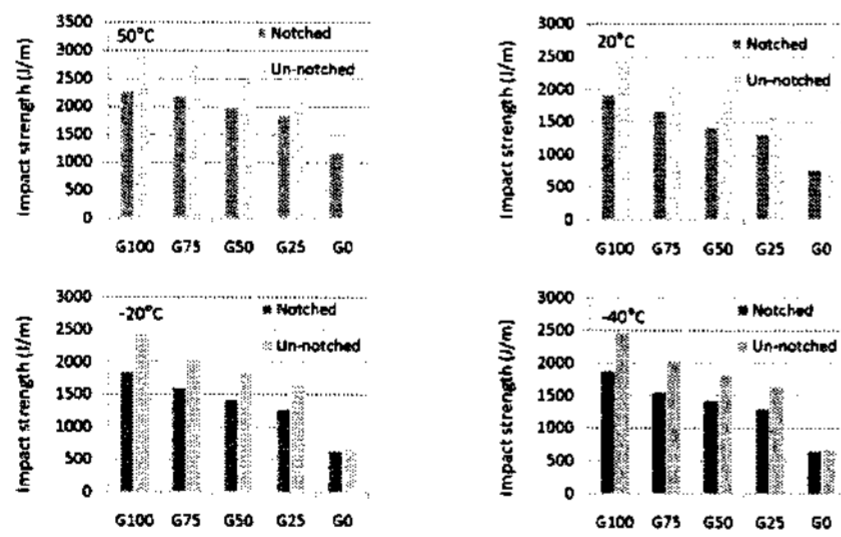 Impact strength (J/m)
3500
3000
2500
2000
1500
1000
500
0
50°C
Notched
Un-notched
G100 G75 G50 G25 G0
Impact strength (J/m)
3000
2500
2000
1500
1000
500
0
20°C
Notched
Un-notched
G100 G75 G50 G25 G0
Impact strength (J/m)
3000
2500
2000
1500
1000
500
0
-20°C
Notched
Un-notched
G100 G75 G50 G25 G0
Impact strength (J/m)
3000
2500
2000
1500
1000
500
0
-40°C
Notched
Un-notched
G100 G75 G50 G25 G0